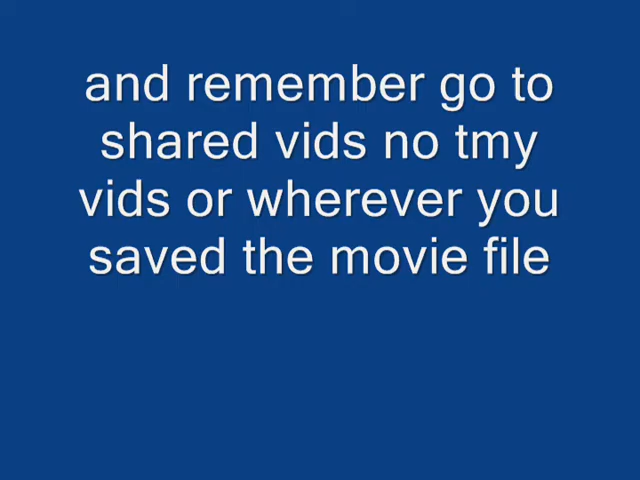 and remember go to
shared vids no tmy
vids or wherever you
saved the movie file